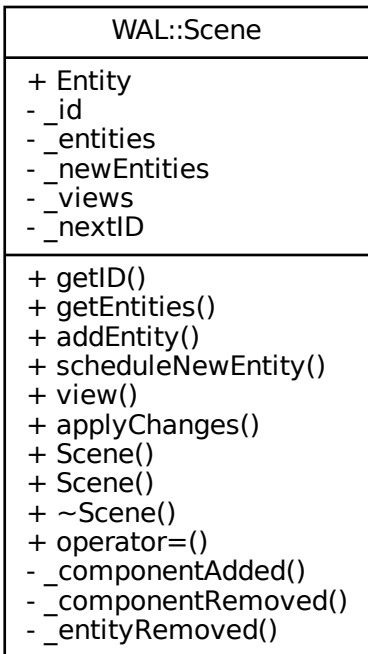 WAL::Scene
+ Entity
- _id
- _entities
- _newEntities
- _views
- _nextID
+ getID()
+ getEntities()
+ addEntity()
+ scheduleNewEntity()
+ view()
+ applyChanges()
+ Scene()
+ Scene()
+ ~Scene()
+ operator=()
- _componentAdded()
- _componentRemoved()
- _entityRemoved()